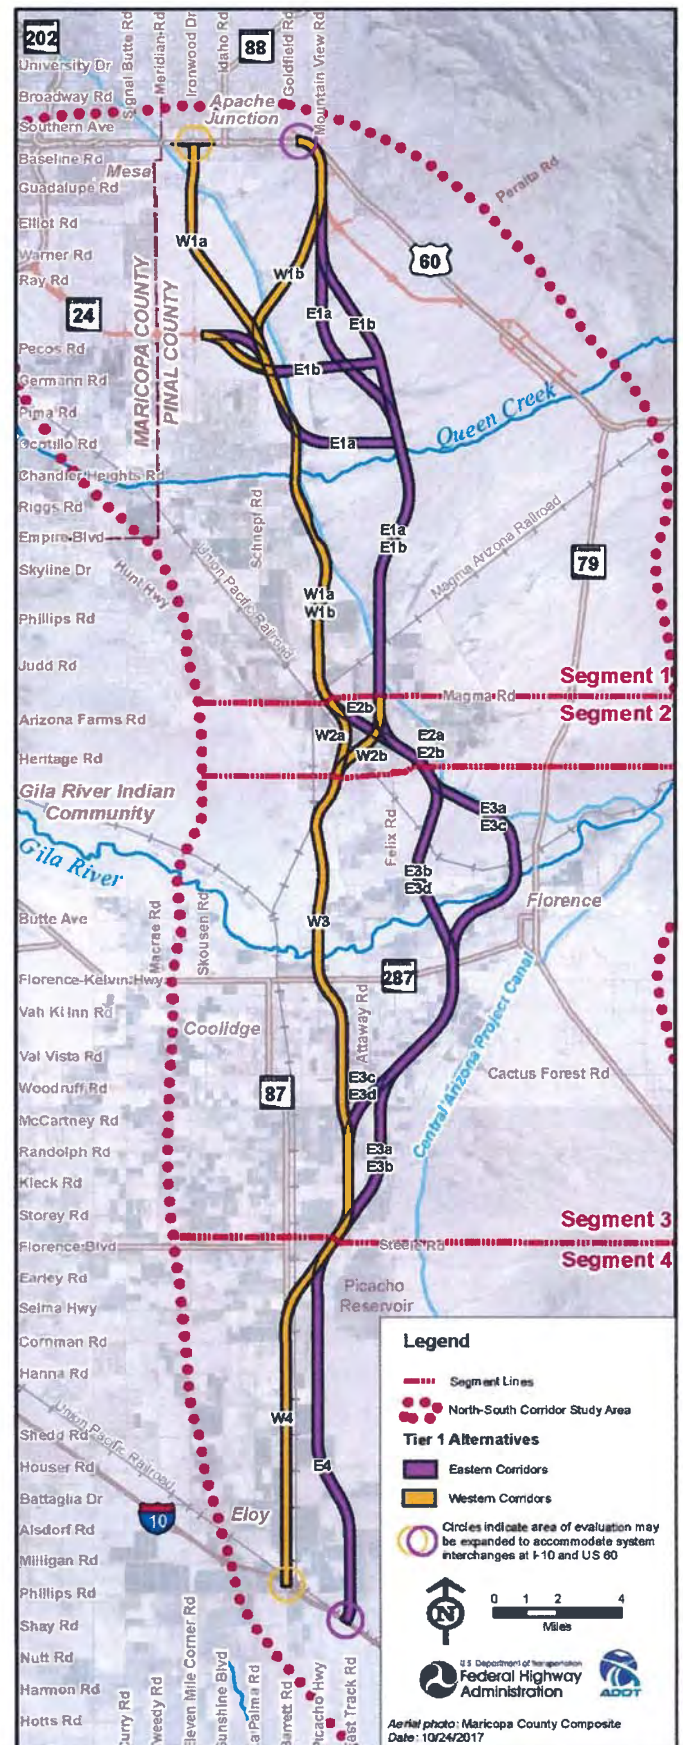 202
88
University Dr
Signal Butte Rd
Meridian Rd
Ironwood Dr
Idaho Rd
Goldfield Rd
Mountain View Rd
Broadway Rd
Apache
Junction
Southern Ave
Baseline Rd
Mesa
Guadalupe Rd
Peralta Rd
Elliot Rd
W1a
Warner Rd
60
W1b
Ray Rd
24
MARICOPA COUNTY
PINAL COUNTY
E1a
E1b
Pecos Rd
E1b
Germann Rd
Pima Rd
Queen Creek
Ocotillo Rd
E1a
Chandler Heights Rd
Riggs Rd
Schnepf Rd
E1a
E1b
Empire Blvd
Magma Arizona Railroad
79
Skyline Dr
Hunt Hwy
Union Pacific Railroad
W1a
W1b
Phillips Rd
Judd Rd
Segment 1
Magma Rd
Segment 2
E2b
Arizona Farms Rd
W2a
E2a
E2b
W2b
Heritage Rd
Gila River Indian
Community
E3a
E3c
Felix Rd
Gila River
E3b
E3d
Florence
Butte Ave
Macrae Rd
Skousen Rd
W3
Florence-Kelvin Hwy
287
Vah Ki Inn Rd
Coolidge
Attaway Rd
Central Arizona Project Canal
Val Vista Rd
Cactus Forest Rd
Woodruff Rd
87
E3c
E3d
McCartney Rd
Randolph Rd
E3a
E3b
Kleck Rd
Storey Rd
Segment 3
Florence Blvd
Steele Rd
Segment 4
Earley Rd
Picacho
Reservoir
Selma Hwy
Cornman Rd
Hanna Rd
W4
Union Pacific Railroad
Shedd Rd
Houser Rd
E4
Battaglia Dr
10
Eloy
Alsdorf Rd
Milligan Rd
Phillips Rd
Shay Rd
Nutt Rd
Harmon Rd
Hotts Rd
Eleven Mile Corner Rd
La Palma Rd
Picacho Hwy
Legend
Segment Lines
North-South Corridor Study Area
Tier 1 Alternatives
Eastern Corridors
Western Corridors
Circles indicate area of evaluation may
be expanded to accommodate system
interchanges at I-10 and US 60
N
0 1 2 4
Miles
U.S. Department of Transportation
Federal Highway
Administration
ADOT
Aerial photo: Maricopa County Composite
Date: 10/24/2017